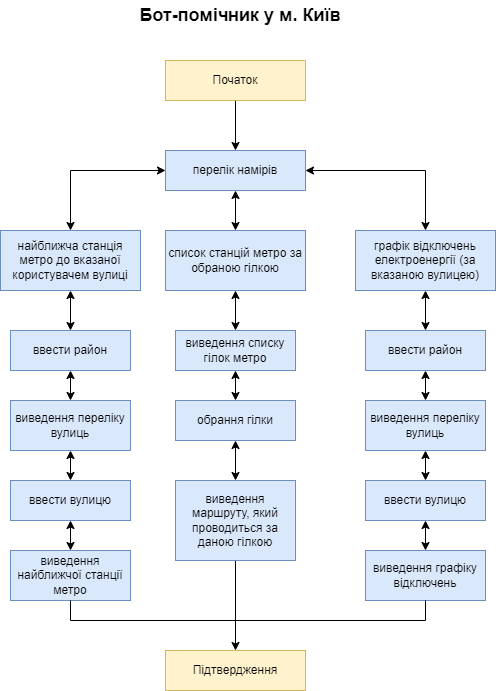 Бот-помічник у м. Київ
Початок
перелік намірів
найближча станція
метро до вказаної
користувачем вулиці
список станцій метро за
обраною гілкою
графік відключень
електроенергії (за
вказаною вулицею)
ввести район
виведення списку
гілок метро
ввести район
виведення переліку
вулиць
обрання гілки
виведення переліку
вулиць
ввести вулицю
виведення
маршруту, який
проводиться за
даною гілкою
ввести вулицю
виведення
найближчої станції
метро
виведення графіку
відключень
Підтвердження